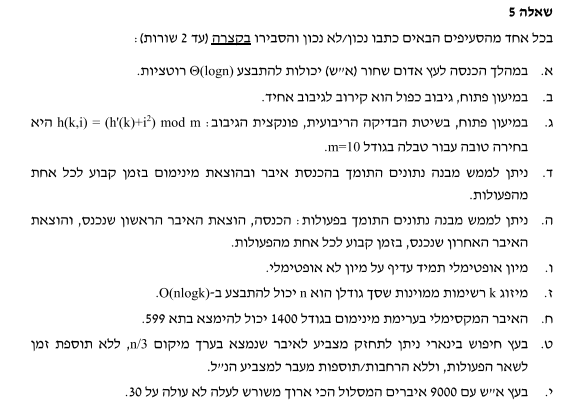 שאלה 5
בכל אחד מהסעיפים הבאים כתבו נכון/לא נכון והסבירו בקצרה (עד 2 שורות):
א. במהלך הכנסה לעץ אדום שחור (א"ש) יכולות להתבצע Θ(logn) רוטציות.
ב. במיעון פתוח, גיבוב כפול הוא קירוב לגיבוב אחיד.
ג. במיעון פתוח, בשיטת הבדיקה הריבועית, פונקצית הגיבוב: h(k,i) = (h'(k)+i²) mod m היא
בחירה טובה עבור טבלה בגודל m=10.
ד. ניתן לממש מבנה נתונים התומך בהכנסת איבר ובהוצאת מינימום בזמן קבוע לכל אחת
מהפעולות.
ה. ניתן לממש מבנה נתונים התומך בפעולות: הכנסה, הוצאת האיבר הראשון שנכנס, והוצאת
האיבר האחרון שנכנס, בזמן קבוע לכל אחת מהפעולות.
ו. מיון אופטימלי תמיד עדיף על מיון לא אופטימלי.
ז. מיזוג k רשימות ממוינות שסך גודלן הוא n יכול להתבצע ב-O(nlogk).
ח. האיבר המקסימלי בערימת מינימום בגודל 1400 יכול להימצא בתא 599.
ט. בעץ חיפוש בינארי ניתן לתחזק מצביע לאיבר שנמצא בערך מיקום n/3, ללא תוספת זמן
לשאר הפעולות, וללא הרחבות/תוספות מעבר למצביע הנ"ל.
י. בעץ א"ש עם 9000 איברים המסלול הכי ארוך משורש לעלה לא עולה על 30.